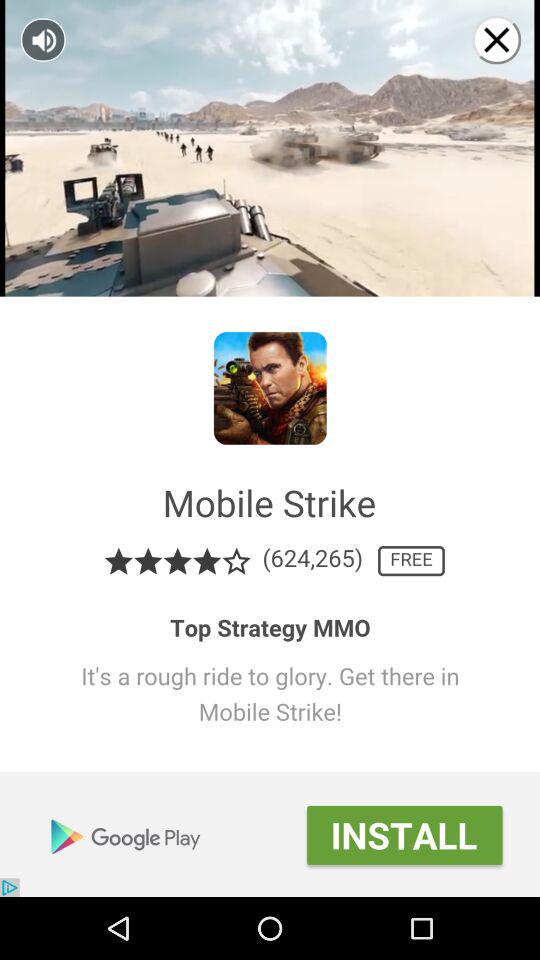 Mobile Strike
(624,265) FREE
Top Strategy MMO
It's a rough ride to glory. Get there in
Mobile Strike!
Google Play
INSTALL